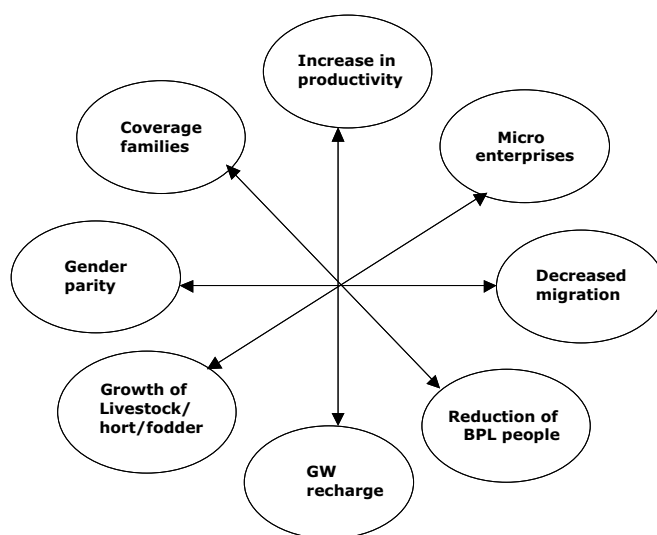 Increase in
productivity
Coverage
families
Micro
enterprises
Gender
parity
Decreased
migration
Growth of
Livestock/
hort/fodder
Reduction of
BPL people
GW
recharge